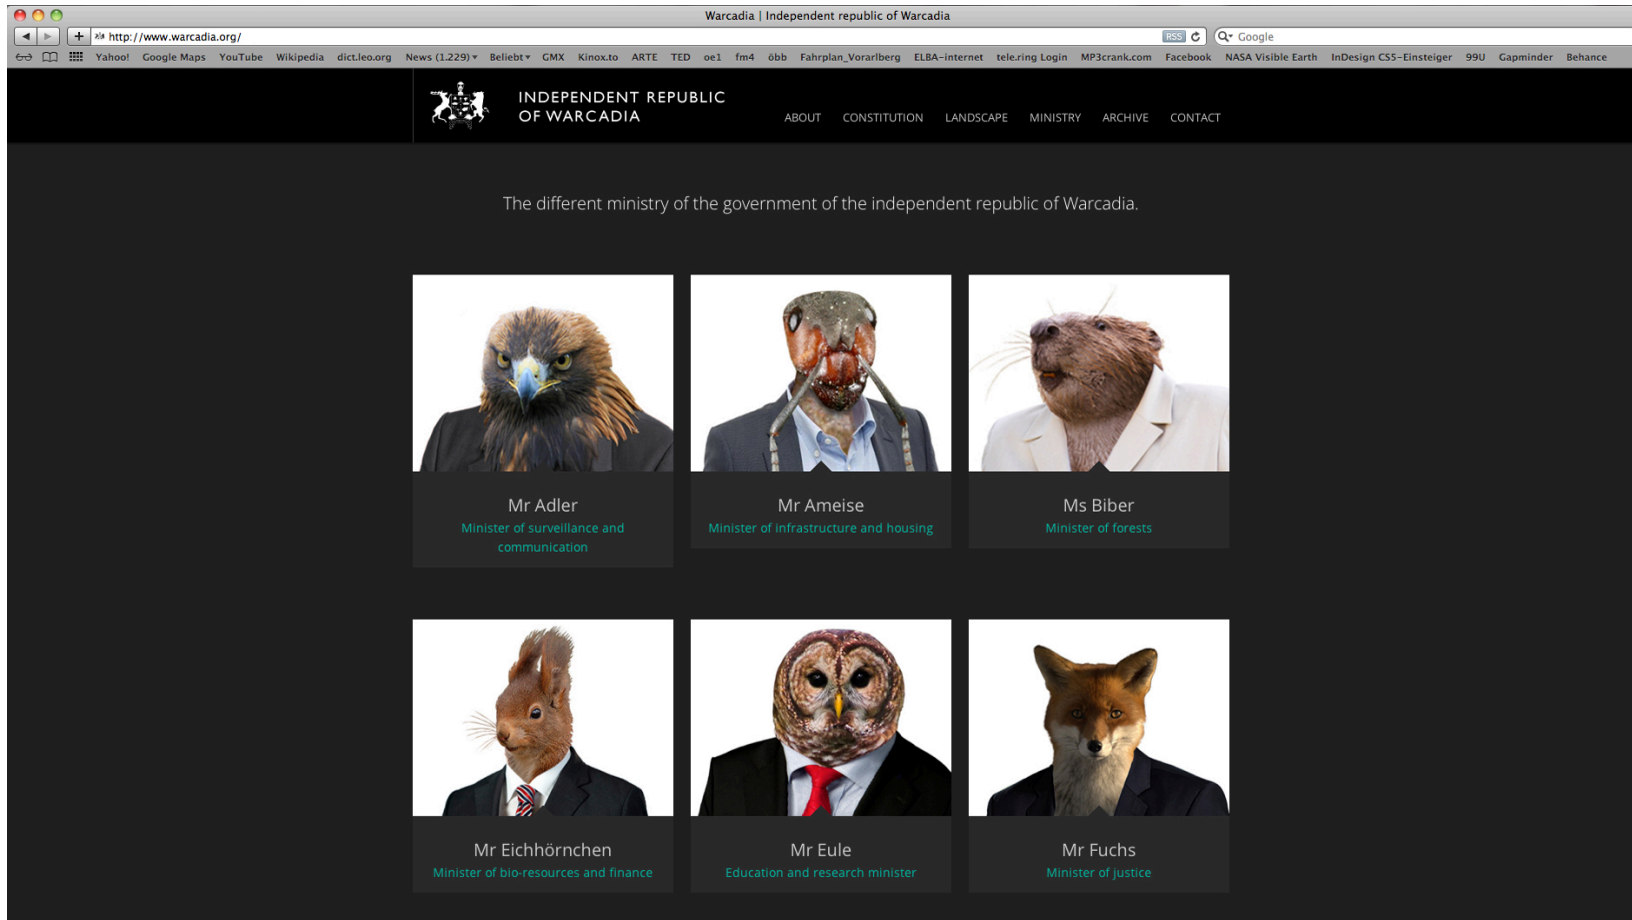 Warcadia | Independent republic of Warcadia
http://www.warcadia.org/
RSS
Google
Yahoo! Google Maps YouTube Wikipedia dict.leo.org News (1.229) Beliebt GMX Kinox.to ARTE TED oe1 fm4 öbb Fahrplan_Vorarlberg ELBA-internet tele.ring Login MP3crank.com Facebook NASA Visible Earth InDesign CS5-Einsteiger 99U Gapminder Behance
INDEPENDENT REPUBLIC
OF WARCADIA
ABOUT CONSTITUTION LANDSCAPE MINISTRY ARCHIVE CONTACT
The different ministry of the government of the independent republic of Warcadia.
Mr Adler
Minister of surveillance and
communication
Mr Ameise
Minister of infrastructure and housing
Ms Biber
Minister of forests
Mr Eichhörnchen
Minister of bio-resources and finance
Mr Eule
Education and research minister
Mr Fuchs
Minister of justice